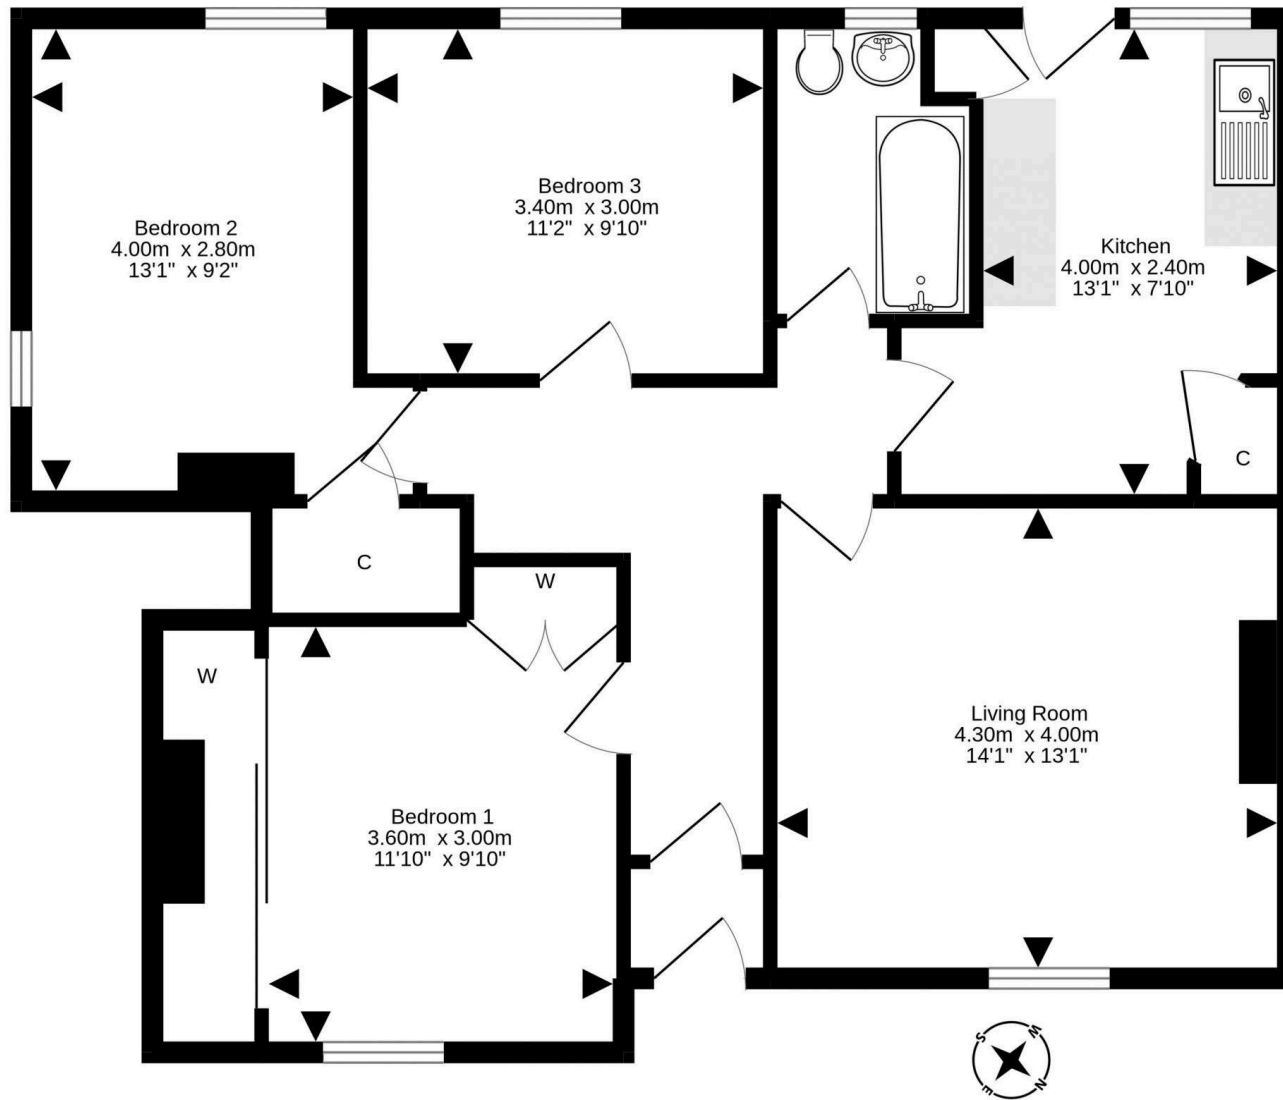 Bedroom 2
4.00m x 2.80m
13'1" x 9'2"
Bedroom 3
3.40m x 3.00m
11'2" x 9'10"
Kitchen
4.00m x 2.40m
13'1" x 7'10"
C
C
W
W
Living Room
4.30m x 4.00m
14'1" x 13'1"
Bedroom 1
3.60m x 3.00m
11'10" x 9'10"
S
W
E
N